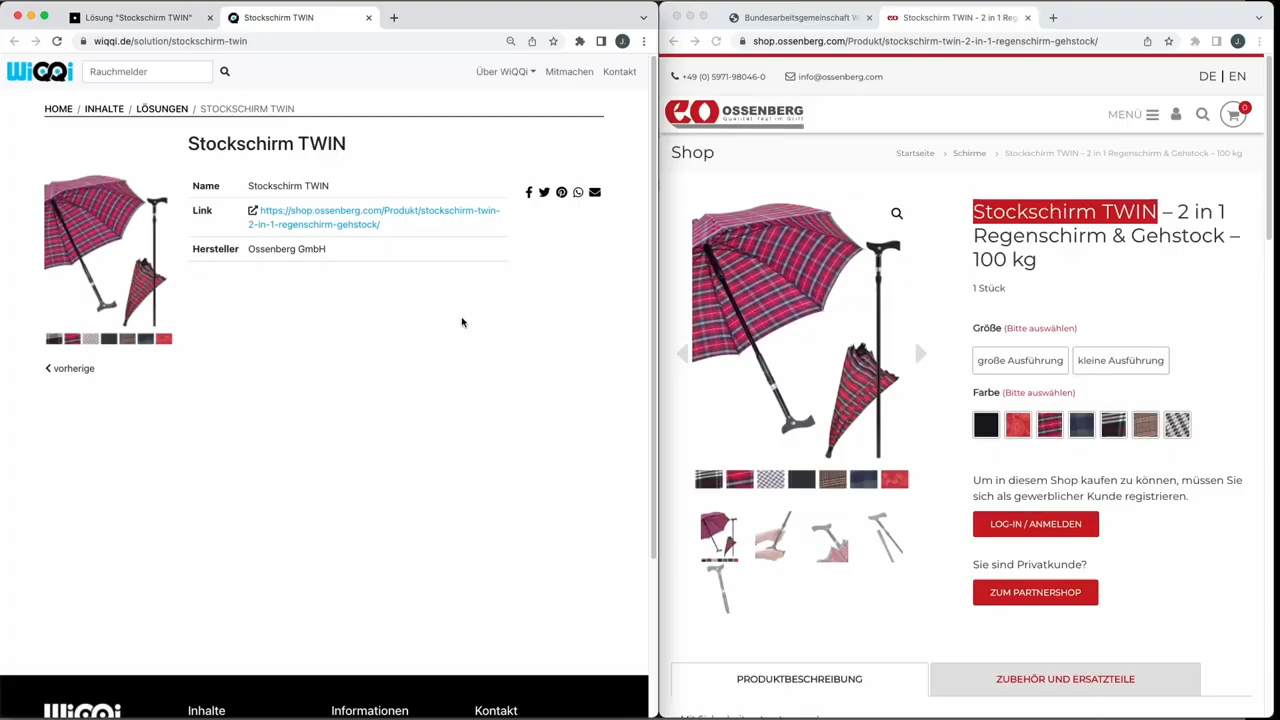 Lösung "Stockschirm TWIN"
Stockschirm TWIN
wiqqi.de/solution/stockschirm-twin
J.
WiQQi
Rauchmelder
Über WiQQi
Mitmachen
Kontakt
HOME / INHALTE / LÖSUNGEN / STOCKSCHIRM TWIN
Stockschirm TWIN
Name
Stockschirm TWIN
Link
https://shop.ossenberg.com/Produkt/stockschirm-twin-
2-in-1-regenschirm-gehstock/
Hersteller
Ossenberg GmbH
vorherige
WiQQi
Inhalte
Informationen
Kontakt
Bundesarbeitsgemeinschaft W
Stockschirm TWIN - 2 in 1 Reg
shop.ossenberg.com/Produkt/stockschirm-twin-2-in-1-regenschirm-gehstock/
J.
+49 (0) 5971-98046-0
info@ossenberg.com
DE | EN
OSSENBERG
Qualität fest im Griff
MENÜ
0
Shop
Startseite > Schirme > Stockschirm TWIN – 2 in 1 Regenschirm & Gehstock – 100 kg
Stockschirm TWIN – 2 in 1
Regenschirm & Gehstock –
100 kg
1 Stück
Größe (Bitte auswählen)
große Ausführung
kleine Ausführung
Farbe (Bitte auswählen)
Um in diesem Shop kaufen zu können, müssen Sie
sich als gewerblicher Kunde registrieren.
LOG-IN / ANMELDEN
Sie sind Privatkunde?
ZUM PARTNERSHOP
PRODUKTBESCHREIBUNG
ZUBEHÖR UND ERSATZTEILE